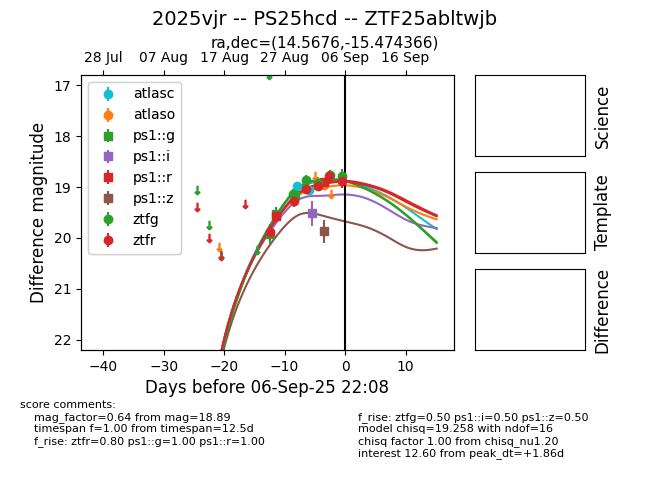 2025vjr -- PS25hcd -- ZTF25abltwjb
ra,dec=(14.5676,-15.474366)
28 Jul 07 Aug 17 Aug 27 Aug 06 Sep 16 Sep
17
18
19
20
21
22
Difference magnitude
atlasc
atlaso
ps1::g
ps1::i
ps1::r
ps1::z
ztfg
ztfr
−40 −30 −20 −10 0 10
Days before 06-Sep-25 22:08
Science
Template
Difference
score comments:
mag_factor=0.64 from mag=18.89
timespan f=1.00 from timespan=12.5d
f_rise: ztfr=0.80 ps1::g=1.00 ps1::r=1.00
f_rise: ztfg=0.50 ps1::i=0.50 ps1::z=0.50
model chisq=19.258 with ndof=16
chisq factor 1.00 from chisq_nu1.20
interest 12.60 from peak_dt=+1.86d